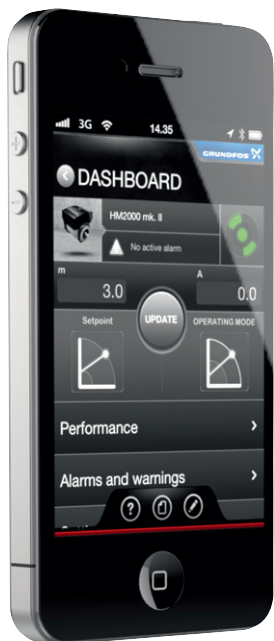 3G 14.35
GRUNDFOS
DASHBOARD
HM2000 mk. II
No active alarm
m A
3.0 0.0
Setpoint UPDATE OPERATING MODE
Performance
Alarms and warnings
?